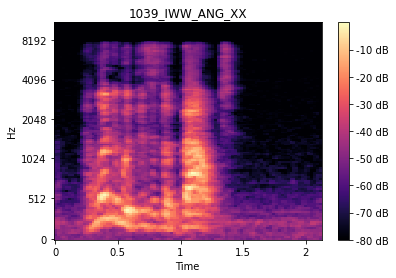 1039_IWW_ANG_XX
8192
4096
2048
1024
512
0
Hz
0
0.5
1
1.5
2
Time
-10 dB
-20 dB
-30 dB
-40 dB
-50 dB
-60 dB
-70 dB
-80 dB